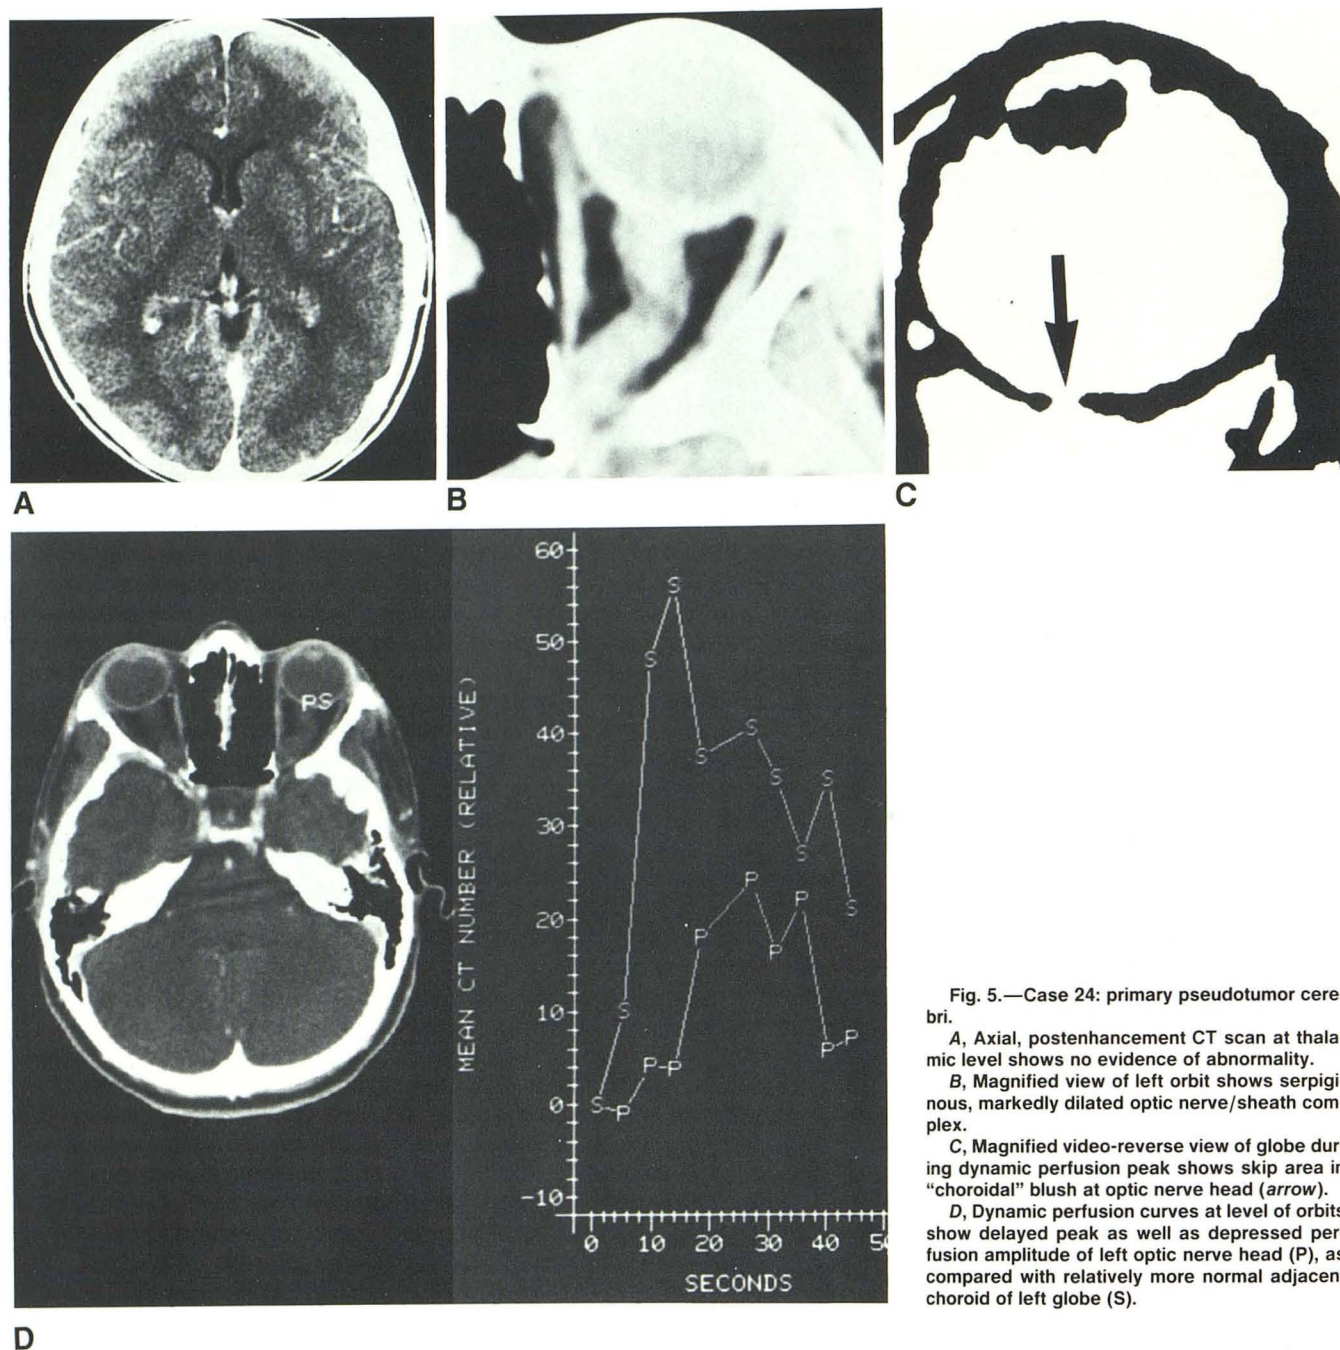 A
B
C
PS
MEAN CT NUMBER (RELATIVE)
60
50
40
30
20
10
0
-10
S S S S S S S S S S
P P P P P P P P P P
0 10 20 30 40 50
SECONDS
D
Fig. 5.—Case 24: primary pseudotumor cere-
bri.
A, Axial, postenhancement CT scan at thala-
mic level shows no evidence of abnormality.
B, Magnified view of left orbit shows serpigi-
nous, markedly dilated optic nerve/sheath com-
plex.
C, Magnified video-reverse view of globe dur-
ing dynamic perfusion peak shows skip area in
"choroidal" blush at optic nerve head (arrow).
D, Dynamic perfusion curves at level of orbits
show delayed peak as well as depressed per-
fusion amplitude of left optic nerve head (P), as
compared with relatively more normal adjacen
choroid of left globe (S).